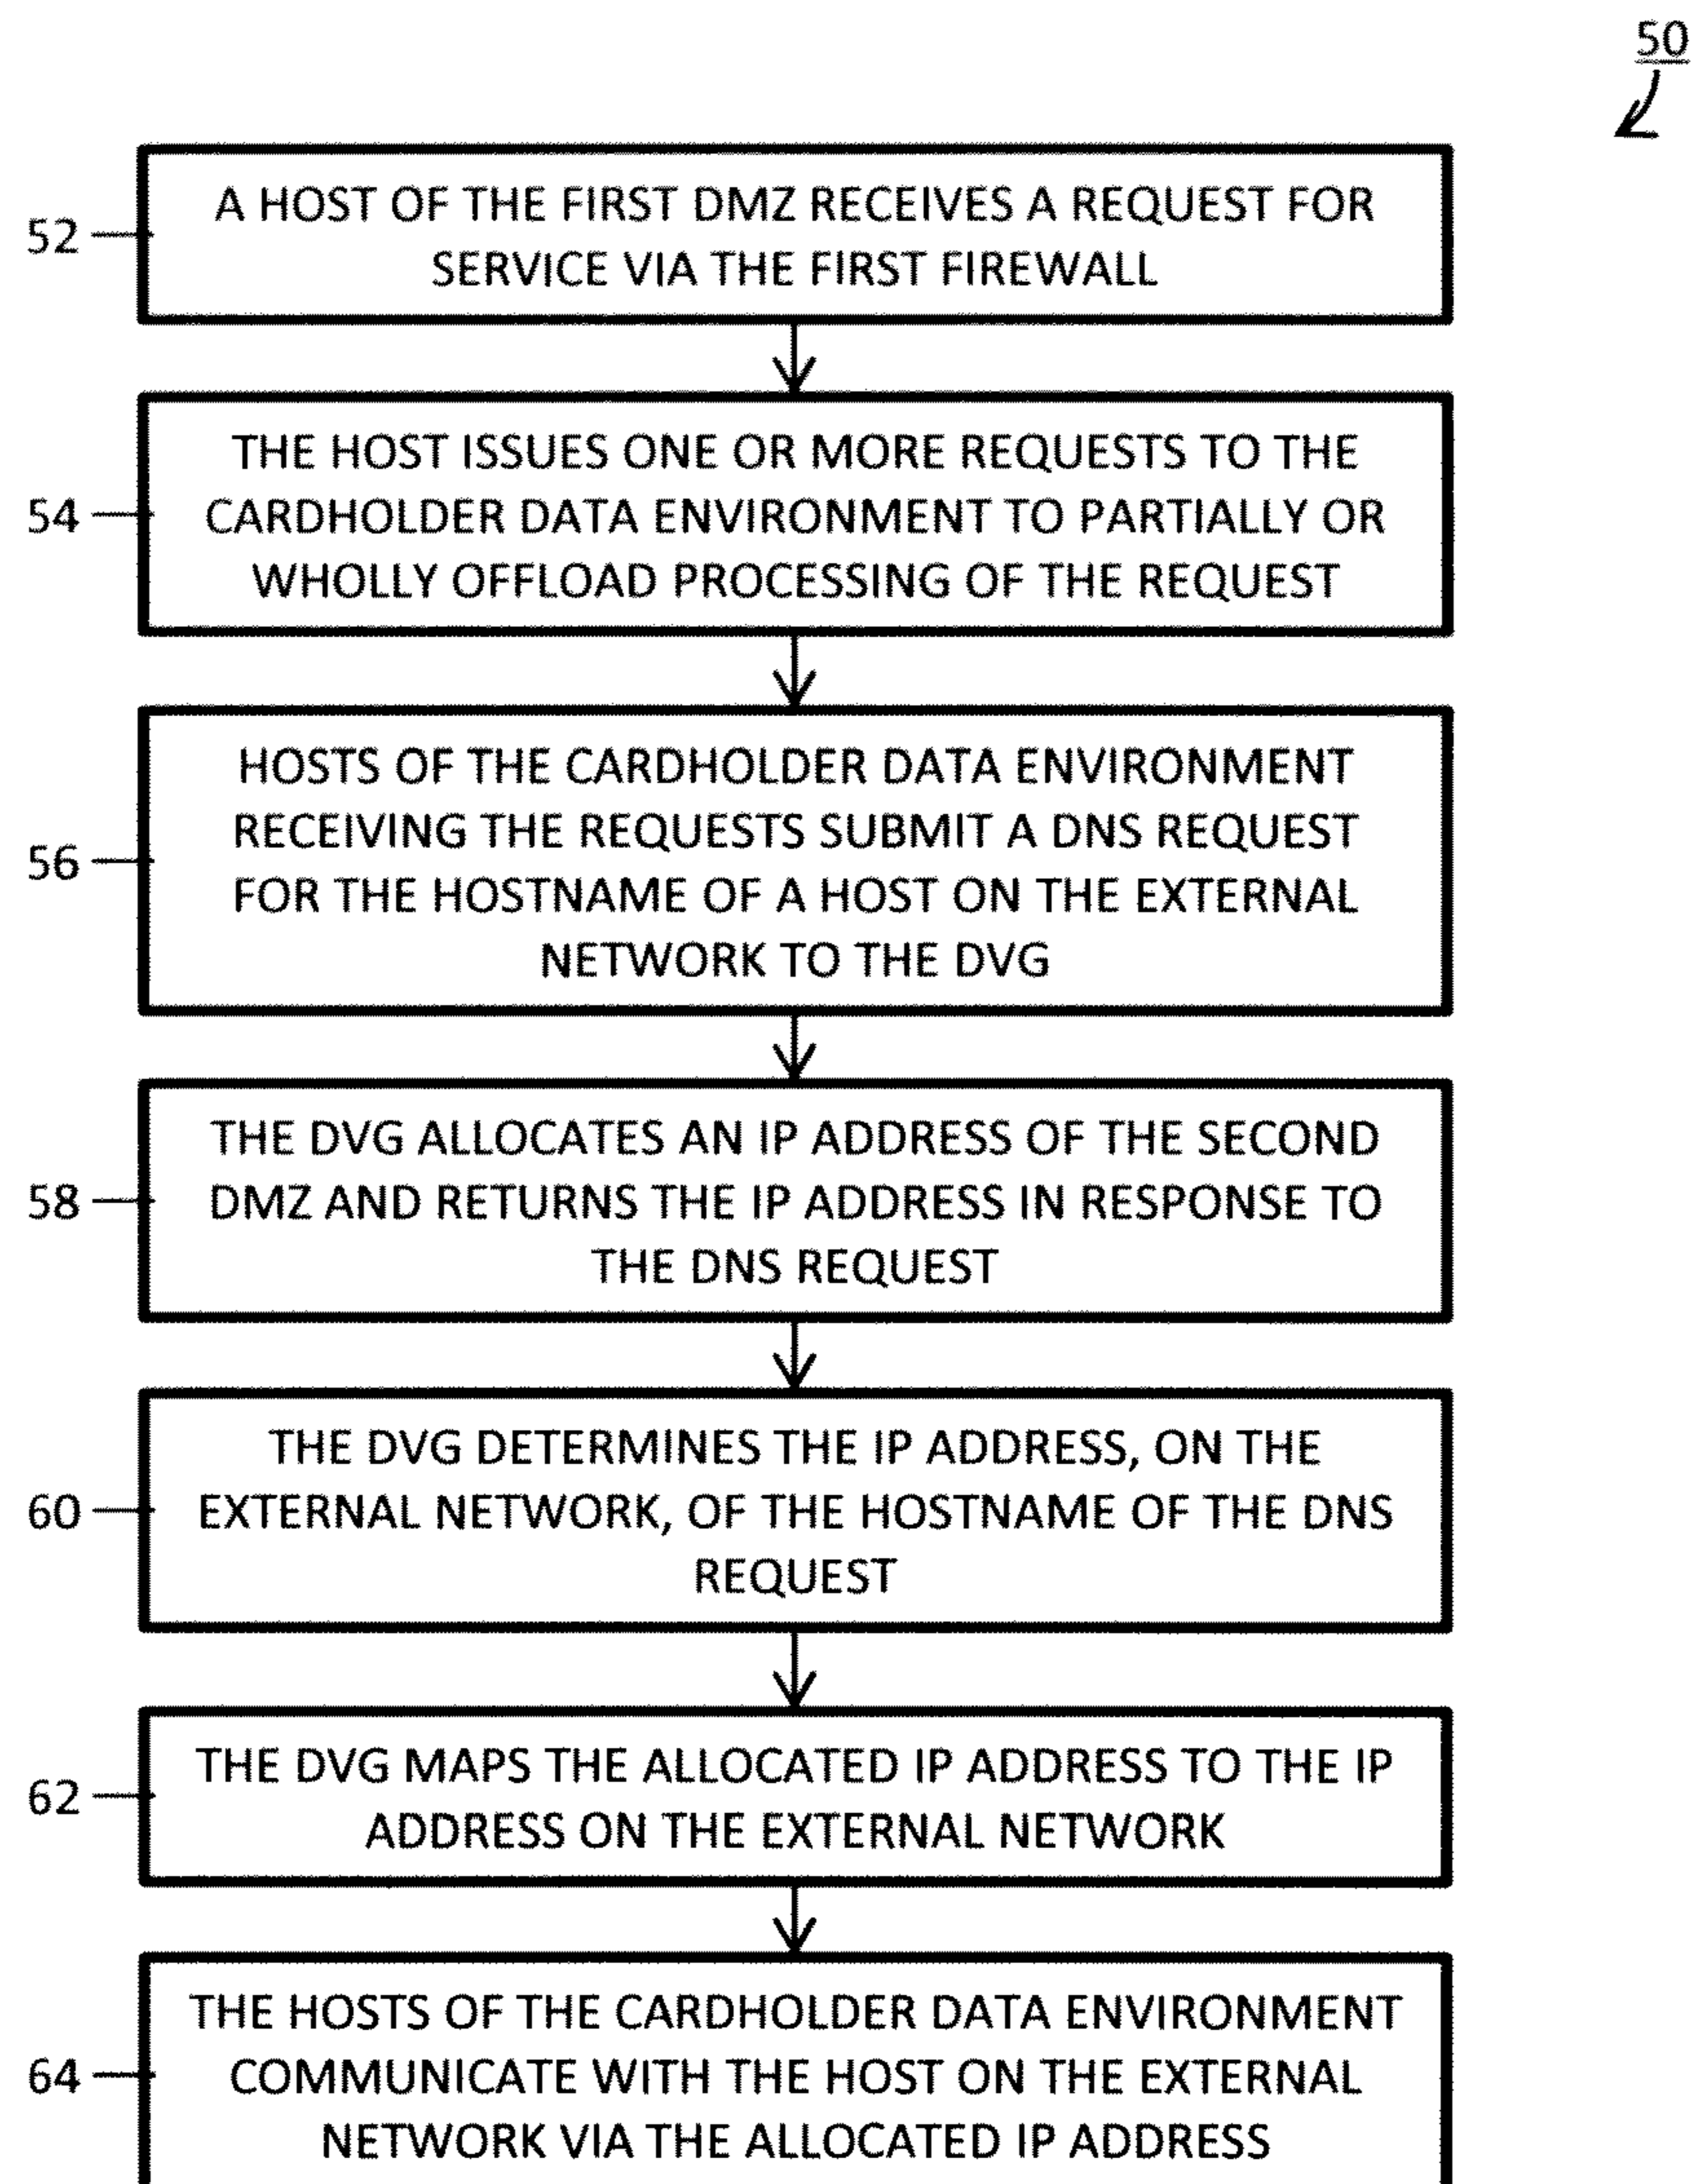 50
52
A HOST OF THE FIRST DMZ RECEIVES A REQUEST FOR
SERVICE VIA THE FIRST FIREWALL
54
THE HOST ISSUES ONE OR MORE REQUESTS TO THE
CARDHOLDER DATA ENVIRONMENT TO PARTIALLY OR
WHOLLY OFFLOAD PROCESSING OF THE REQUEST
56
HOSTS OF THE CARDHOLDER DATA ENVIRONMENT
RECEIVING THE REQUESTS SUBMIT A DNS REQUEST
FOR THE HOSTNAME OF A HOST ON THE EXTERNAL
NETWORK TO THE DVG
58
THE DVG ALLOCATES AN IP ADDRESS OF THE SECOND
DMZ AND RETURNS THE IP ADDRESS IN RESPONSE TO
THE DNS REQUEST
60
THE DVG DETERMINES THE IP ADDRESS, ON THE
EXTERNAL NETWORK, OF THE HOSTNAME OF THE DNS
REQUEST
62
THE DVG MAPS THE ALLOCATED IP ADDRESS TO THE IP
ADDRESS ON THE EXTERNAL NETWORK
64
THE HOSTS OF THE CARDHOLDER DATA ENVIRONMENT
COMMUNICATE WITH THE HOST ON THE EXTERNAL
NETWORK VIA THE ALLOCATED IP ADDRESS